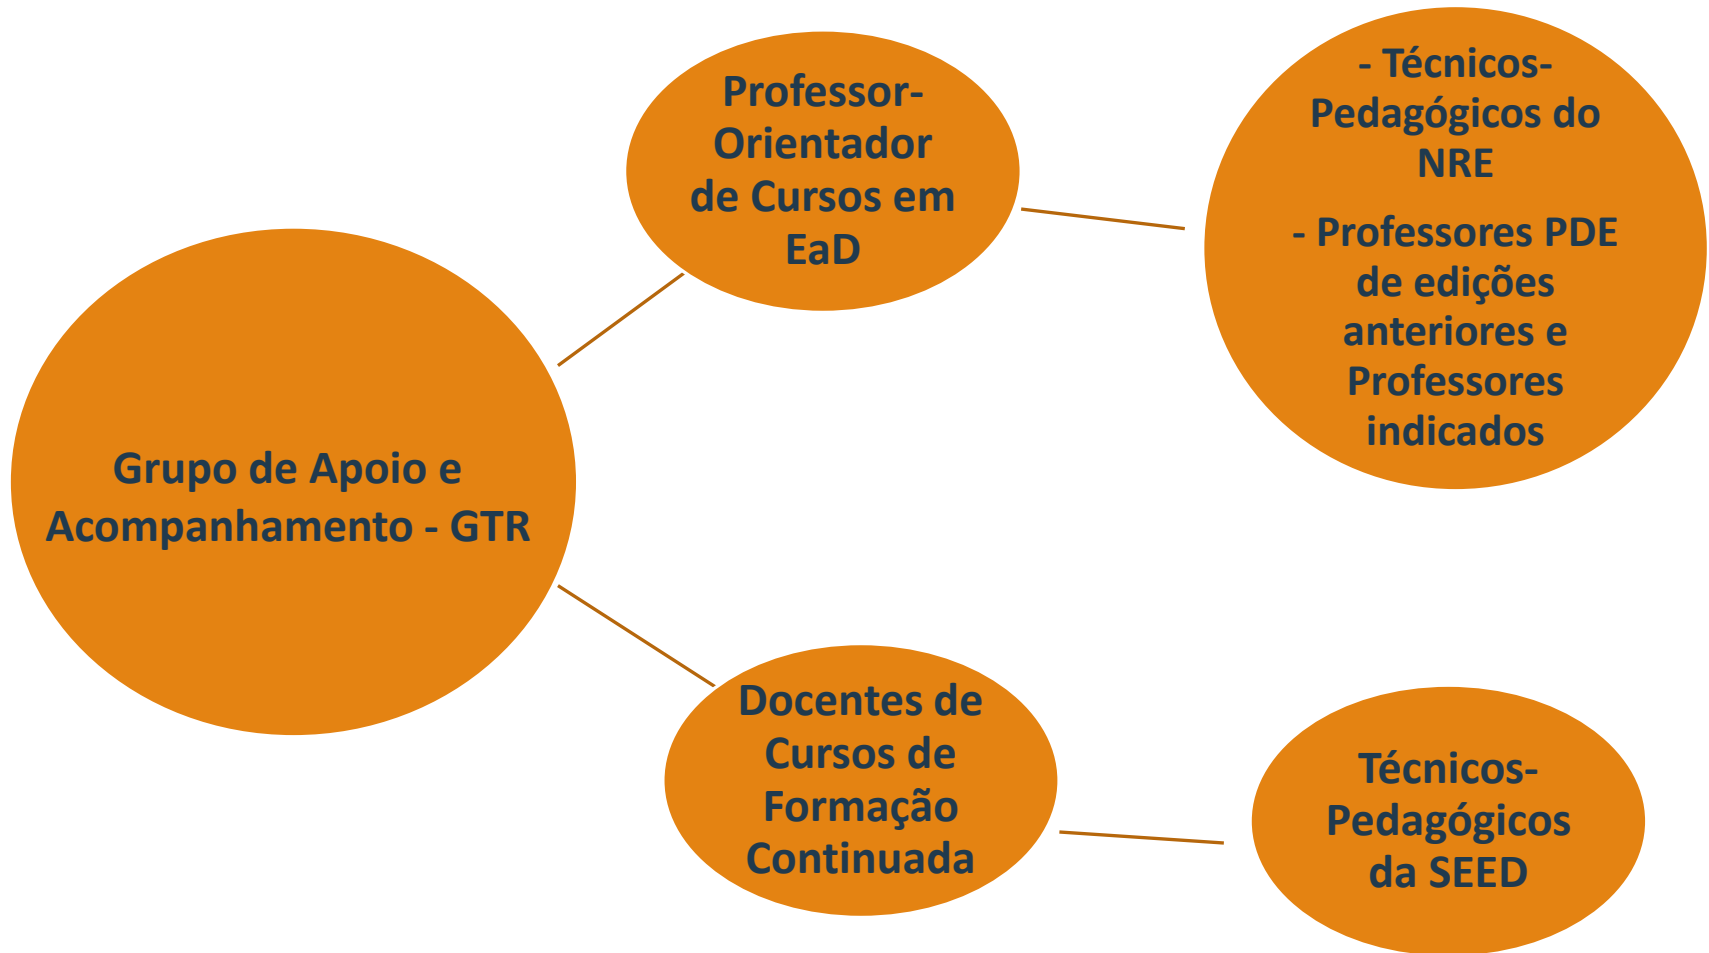 Grupo de Apoio e
Acompanhamento - GTR
Professor-
Orientador
de Cursos em
EaD
- Técnicos-
Pedagógicos do
NRE
- Professores PDE
de edições
anteriores e
Professores
indicados
Docentes de
Cursos de
Formação
Continuada
Técnicos-
Pedagógicos
da SEED